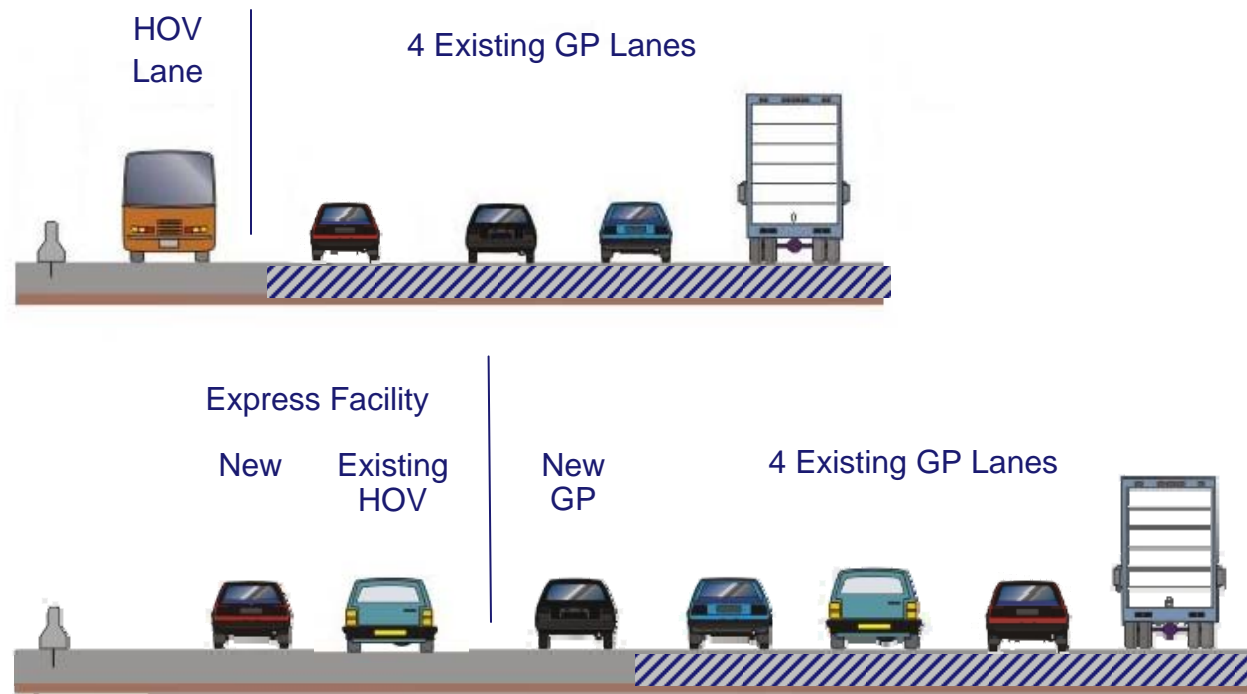 HOV
Lane
4 Existing GP Lanes
Express Facility
New
Existing
HOV
New
GP
4 Existing GP Lanes